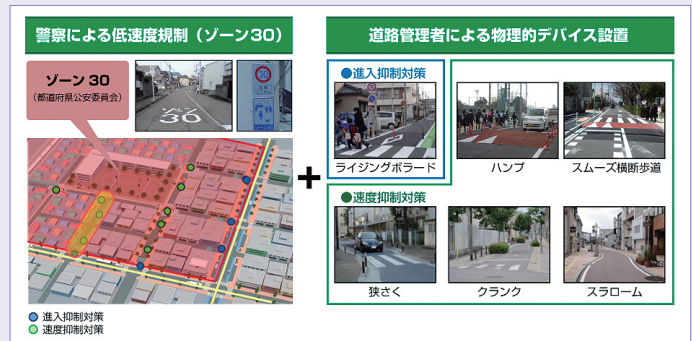 警察による低速度規制（ゾーン30）
道路管理者による物理的デバイス設置
ゾーン 30
（都道府県公安委員会）
ゾーン
30
30
●進入抑制対策
ライジングボラード
ハンプ
スムーズ横断歩道
+
●速度抑制対策
狭さく
クランク
スラローム
進入抑制対策
速度抑制対策